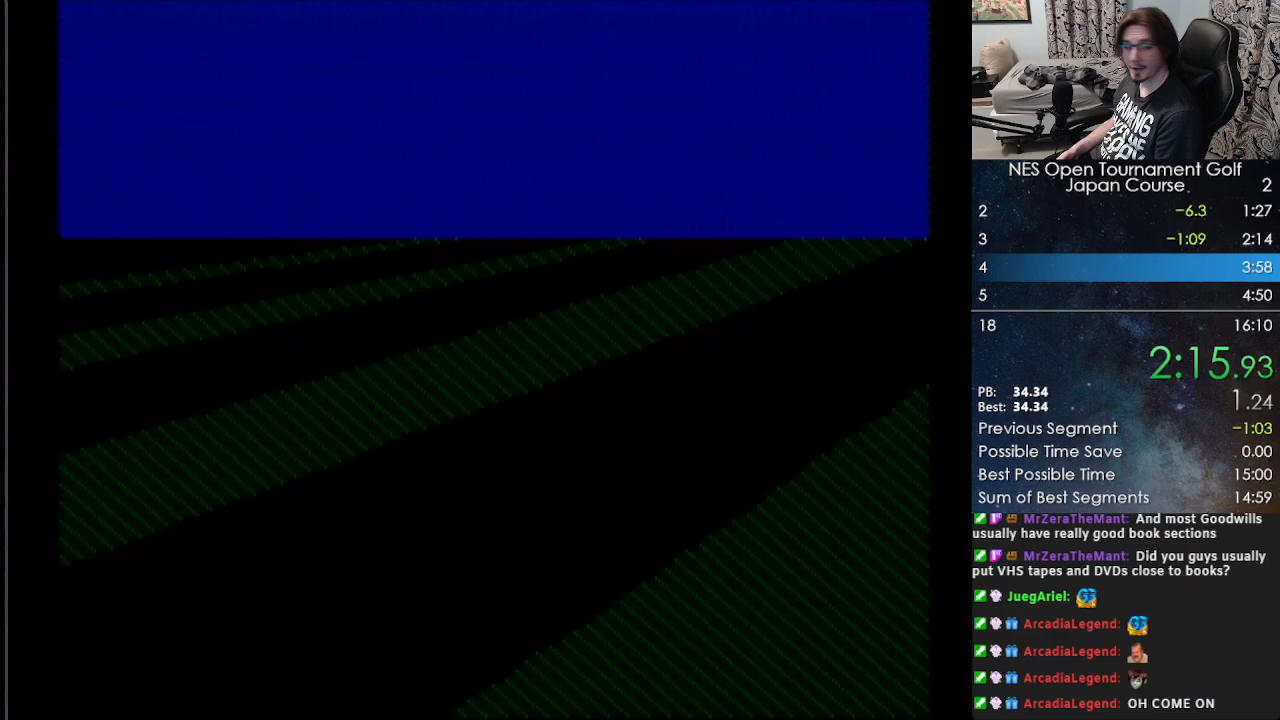 NES Open Tournament Golf
Japan Course 2
2 −6.3 1:27
3 −1:09 2:14
4 3:58
5 4:50
18 16:10
2:15.93
PB: 34.34
Best: 34.34
1.24
Previous Segment −1:03
Possible Time Save 0.00
Best Possible Time 15:00
Sum of Best Segments 14:59
MrZeraTheMant: And most Goodwills
usually have really good book sections
MrZeraTheMant: Did you guys usually
put VHS tapes and DVDs close to books?
JuegAriel:
ArcadiaLegend:
ArcadiaLegend:
ArcadiaLegend:
ArcadiaLegend: OH COME ON